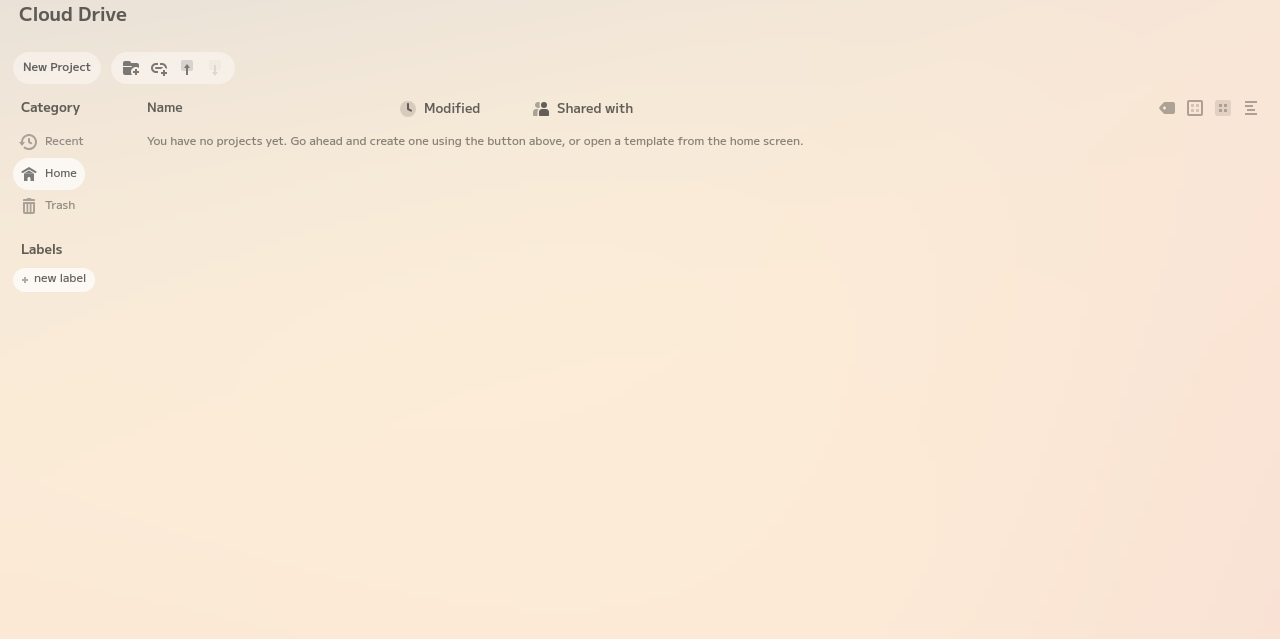 Cloud Drive
New Project
Category
Name
Modified
Shared with
Recent
You have no projects yet. Go ahead and create one using the button above, or open a template from the home screen.
Home
Trash
Labels
+ new label